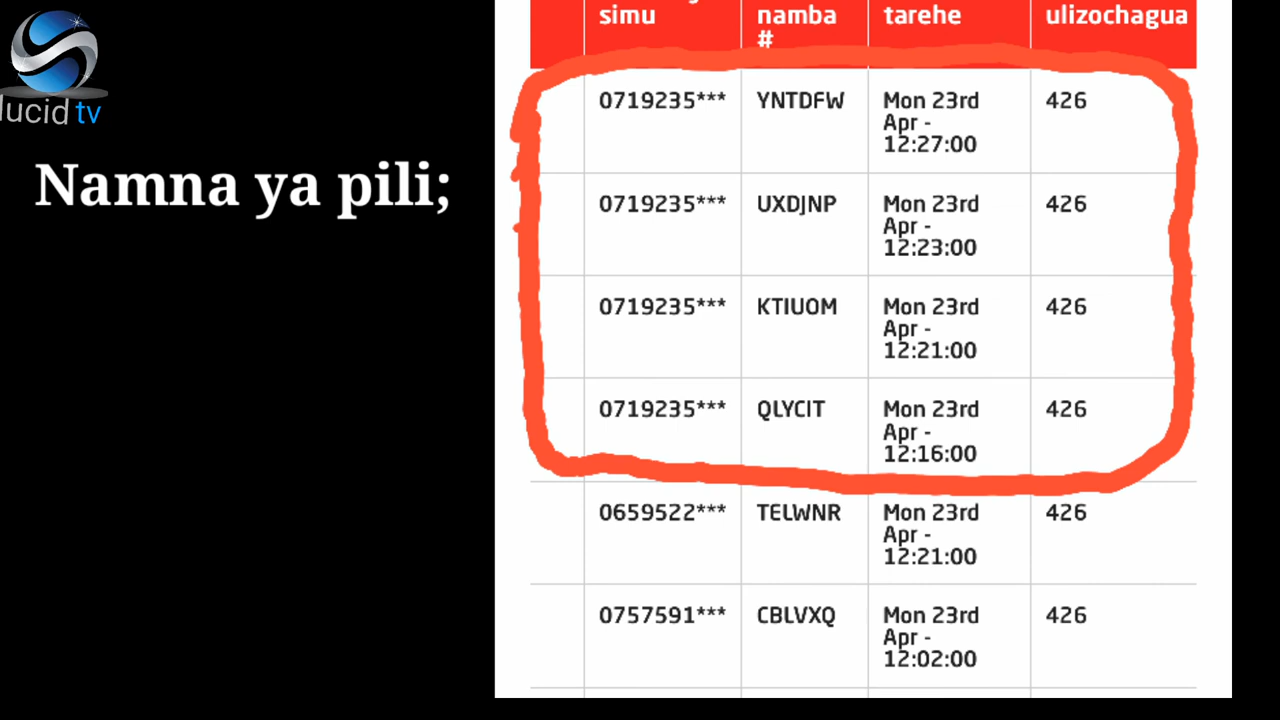 lucid tv
Namna ya pili;
simu
namba
#
tarehe
ulizochagua
0719235*** YNTDFW Mon 23rd 426
Apr -
12:27:00
0719235*** UXDJNP Mon 23rd 426
Apr -
12:23:00
0719235*** KTIUOM Mon 23rd 426
Apr -
12:21:00
0719235*** QLYCIT Mon 23rd 426
Apr -
12:16:00
0659522*** TELWNR Mon 23rd 426
Apr -
12:21:00
0757591*** CBLVXQ Mon 23rd 426
Apr -
12:02:00